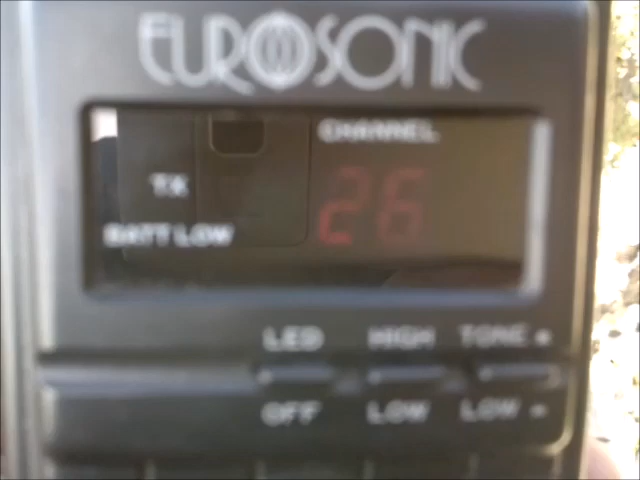 EUROSONIC
CHANNEL
TX
26
BATT LOW
LED HIGH TONE
OFF LOW LOW -